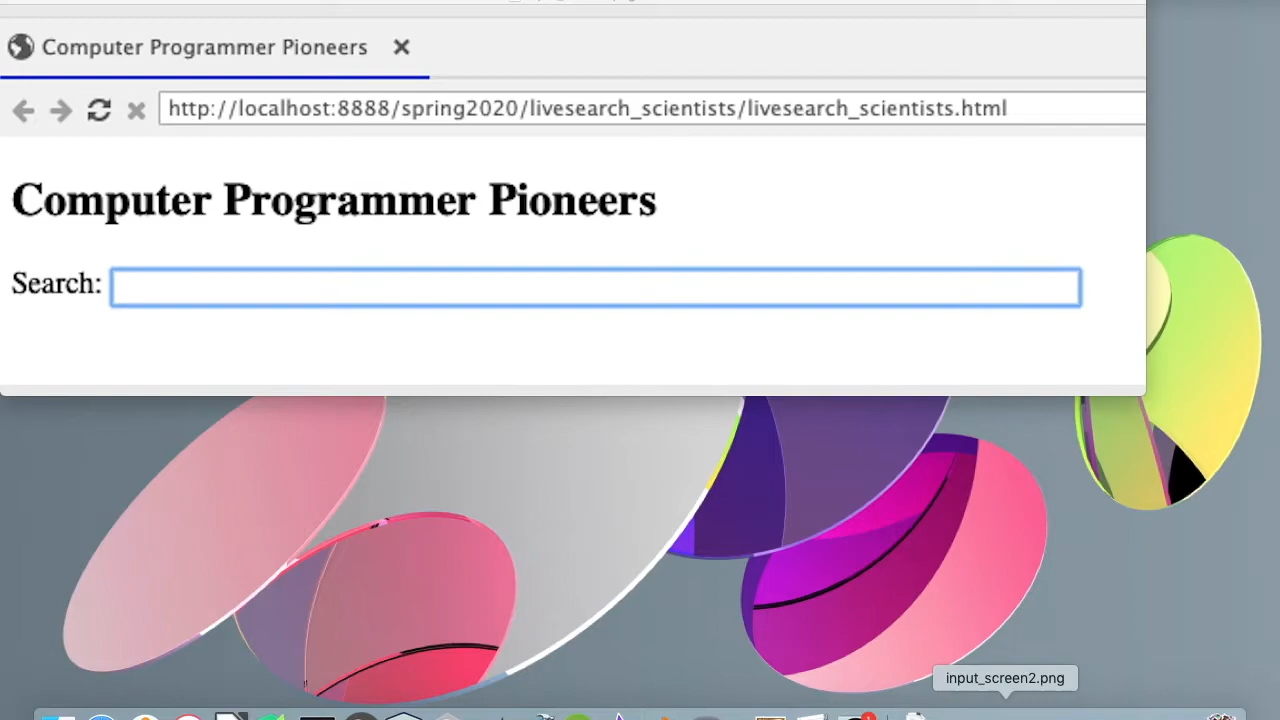 Computer Programmer Pioneers
http://localhost:8888/spring2020/livesearch_scientists/livesearch_scientists.html
Computer Programmer Pioneers
Search:
input_screen2.png